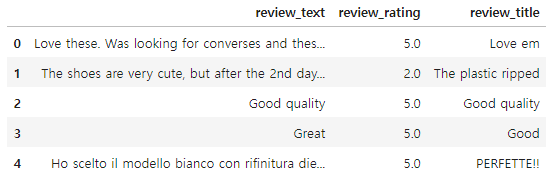 review_text review_rating review_title
0 Love these. Was looking for converses and thes... 5.0 Love em
1 The shoes are very cute, but after the 2nd day... 2.0 The plastic ripped
2 Good quality 5.0 Good quality
3 Great 5.0 Good
4 Ho scelto il modello bianco con rifinitura die... 5.0 PERFETTE!!